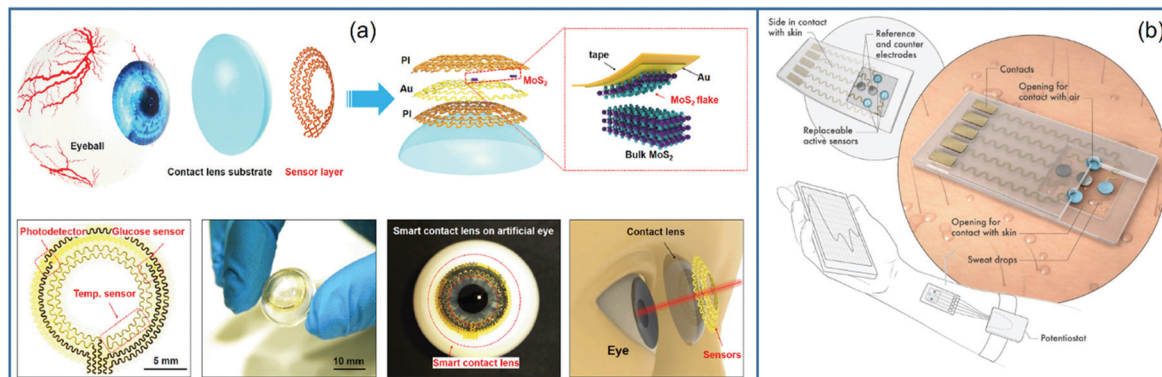 (a)
Eyeball
Contact lens substrate
Sensor layer
PI
Au
PI
MoS₂
tape
Au
MoS₂ flake
Bulk MoS₂
Photodetector
Glucose sensor
Temp. sensor
5 mm
10 mm
Smart contact lens on artificial eye
Smart contact lens
Contact lens
Eye
Sensors
(b)
Side in contact
with skin
Reference
and counter
electrodes
Replaceable
active sensors
Contacts
Opening for
contact with air
Opening for
contact with skin
Sweat drops
Potentiostat